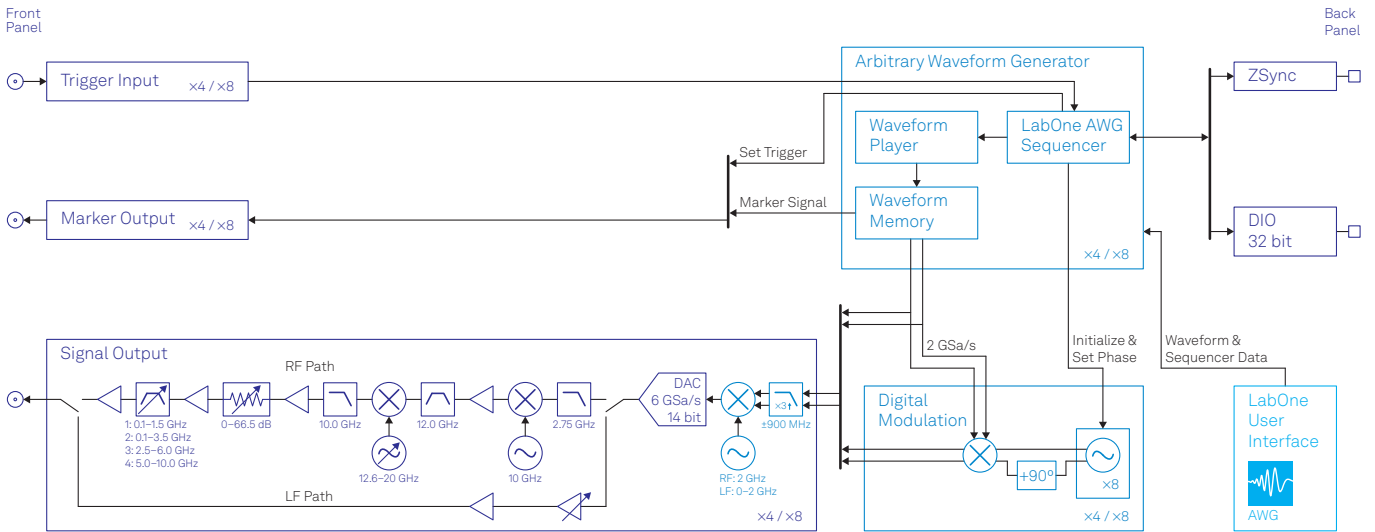 Front
Panel
Back
Panel
Trigger Input
×4 / ×8
Arbitrary Waveform Generator
Waveform
Player
LabOne AWG
Sequencer
ZSync
Set Trigger
Marker Output
×4 / ×8
Marker Signal
Waveform
Memory
×4 / ×8
DIO
32 bit
Signal Output
RF Path
1: 0.1–1.5 GHz
2: 0.1–3.5 GHz
3: 2.5–6.0 GHz
4: 5.0–10.0 GHz
0–66.5 dB
10.0 GHz
12.6–20 GHz
12.0 GHz
10 GHz
2.75 GHz
DAC
6 GSa/s
14 bit
RF: 2 GHz
LF: 0–2 GHz
×3↑
±900 MHz
LF Path
×4 / ×8
2 GSa/s
Initialize &
Set Phase
Waveform &
Sequencer Data
Digital
Modulation
+90º
×8
×4 / ×8
LabOne
User
Interface
AWG